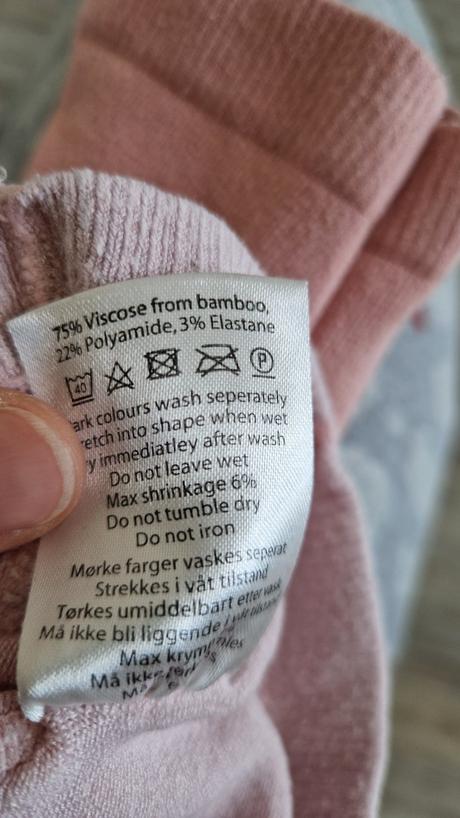 75% Viscose from bamboo,
22% Polyamide, 3% Elastane
40 P
ark colours wash seperately
retch into shape when wet
y immediatley after wash
Do not leave wet
Max shrinkage 6%
Do not tumble dry
Do not iron
Mørke farger vaskes seperat
Strekkes i våt tilstand
Tørkes umiddelbart etter vask
Må ikke bli liggende i våt tilstand
Max
Må ikke